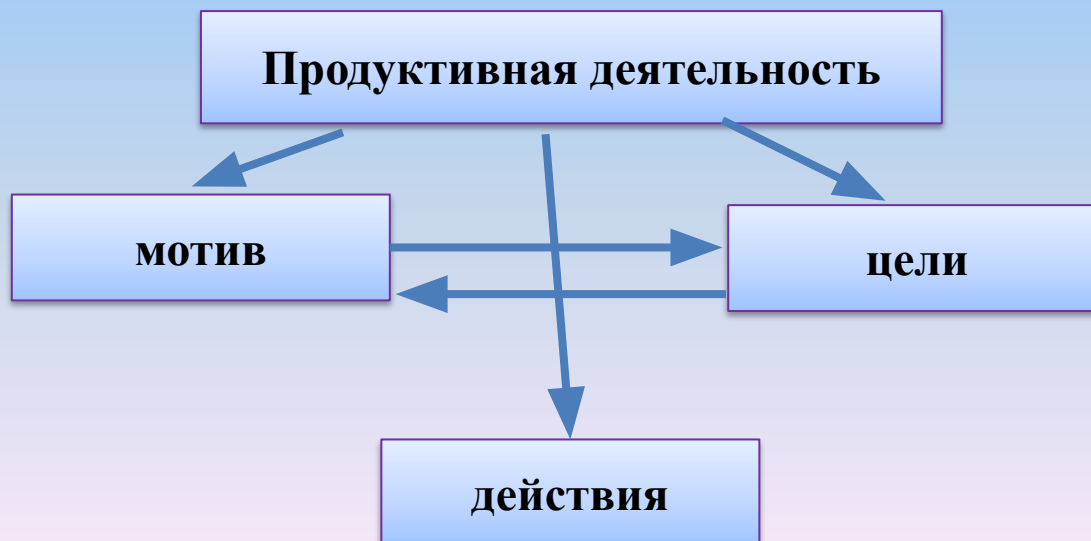 Продуктивная деятельность
мотив
цели
действия